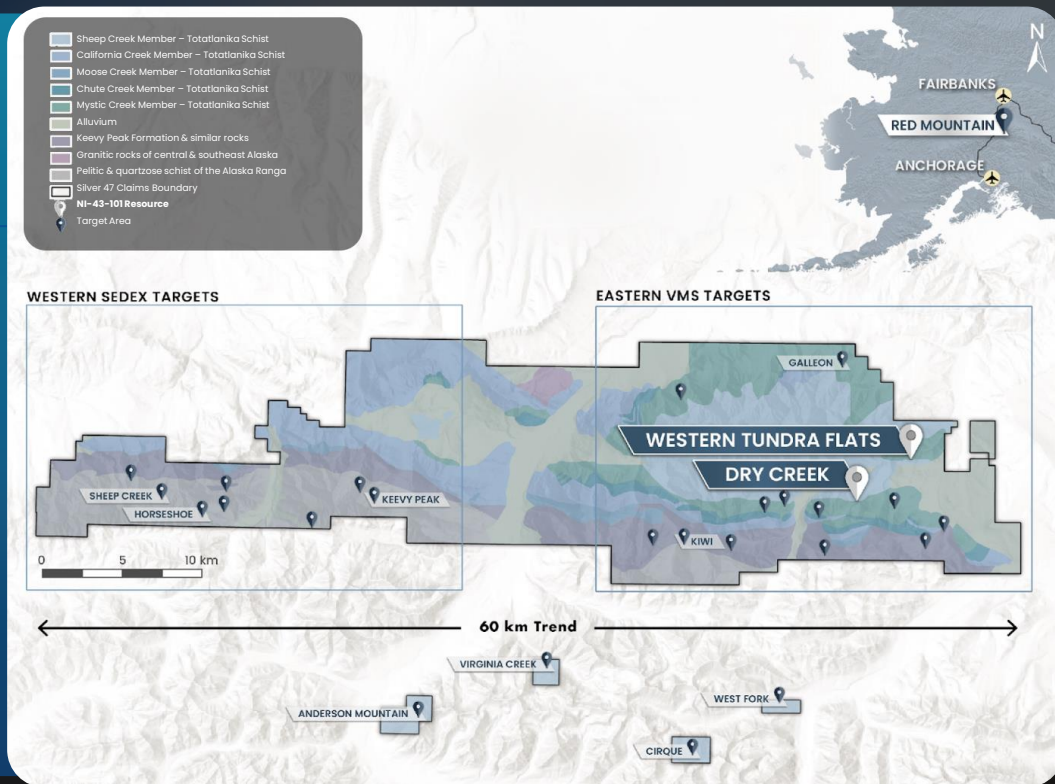 Sheep Creek Member – Totatlanika Schist
California Creek Member – Totatlanika Schist
Moose Creek Member – Totatlanika Schist
Chute Creek Member – Totatlanika Schist
Mystic Creek Member – Totatlanika Schist
Alluvium
Keevy Peak Formation & similar rocks
Granitic rocks of central & southeast Alaska
Pelitic & quartzose schist of the Alaska Ranga
Silver 47 Claims Boundary
NI-43-101 Resource
Target Area
N
FAIRBANKS
RED MOUNTAIN
ANCHORAGE
WESTERN SEDEX TARGETS
EASTERN VMS TARGETS
GALLEON
WESTERN TUNDRA FLATS
DRY CREEK
SHEEP CREEK
HORSESHOE
KEEVY PEAK
KIWI
0 5 10 km
60 km Trend
VIRGINIA CREEK
WEST FORK
ANDERSON MOUNTAIN
CIRQUE